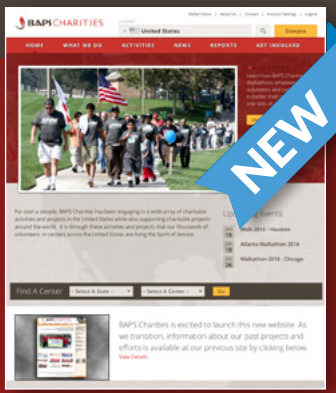 Global Home | About Us | Contact | Account Settings | Logout
BAPS CHARITIES
United States
Donate
HOME WHAT WE DO ACTIVITIES NEWS REPORTS GET INVOLVED
Learn how BAPS Charities
NEW
For over a decade, BAPS Charities has been engaging in a wide array of charitable
activities and projects in the United States while also supporting charitable projects
around the world. It is through these activities and projects that our thousands of
volunteers in centers across the United States are living the Spirit of Service.
Events
Walk 2014 - Houston
Atlanta Walkathon 2014
Walkathon 2014 - Chicago
Find A Center
- Select A State -
- Select A Center -
Go
BAPS Charities is excited to launch this new website. As
we transition, information about our past projects and
efforts is available at our previous site by clicking below.
View Details